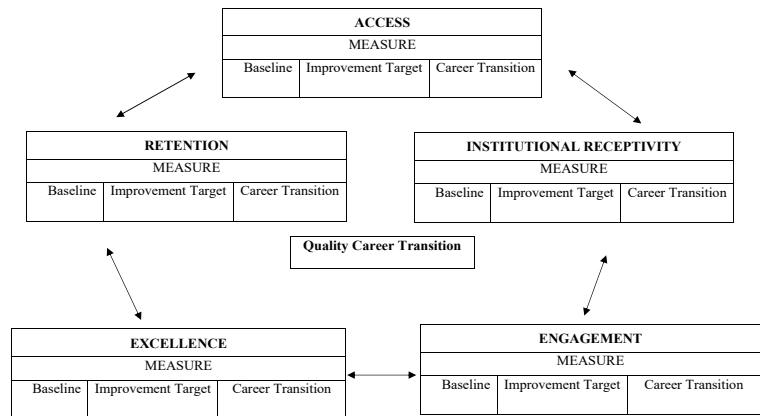 ACCESS
MEASURE
Baseline Improvement Target Career Transition
RETENTION
MEASURE
Baseline Improvement Target Career Transition
INSTITUTIONAL RECEPTIVITY
MEASURE
Baseline Improvement Target Career Transition
Quality Career Transition
EXCELLENCE
MEASURE
Baseline Improvement Target Career Transition
ENGAGEMENT
MEASURE
Baseline Improvement Target Career Transition